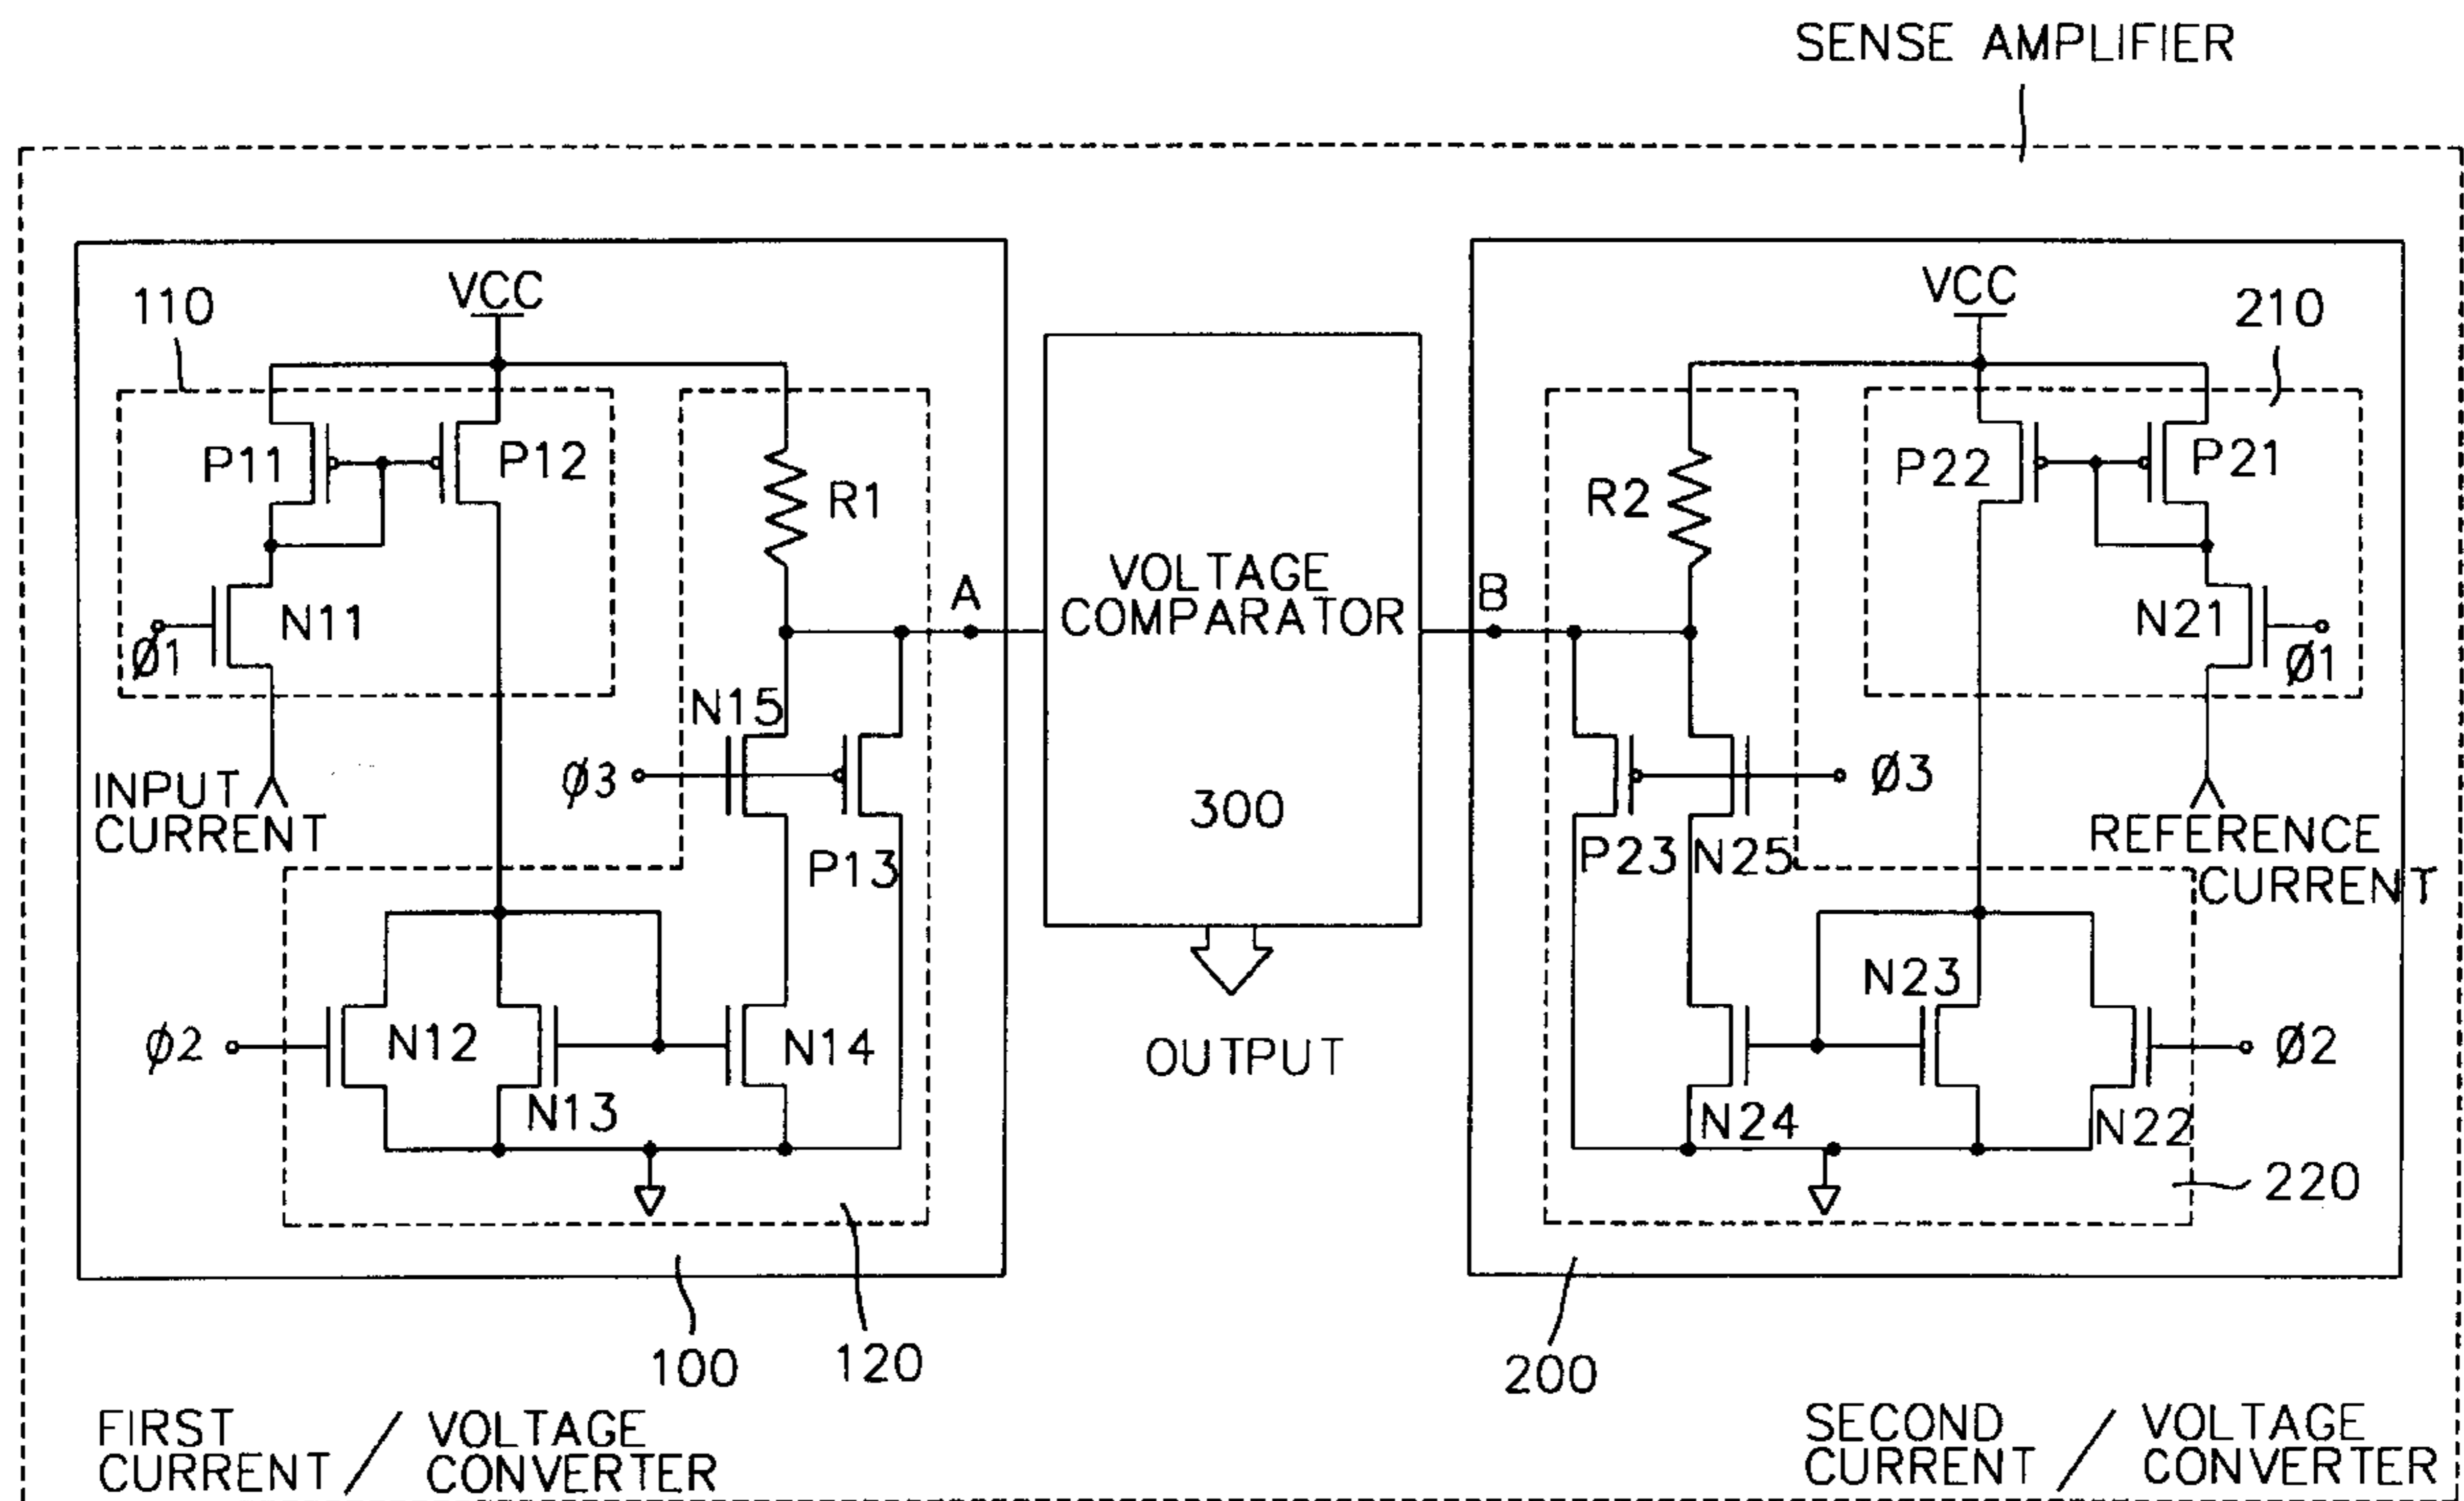 SENSE AMPLIFIER
110
VCC
P11
P12
R1
N11
Ø1
A
INPUT
CURRENT
N15
Ø3
P13
Ø2
N12
N13
N14
VOLTAGE
COMPARATOR
300
OUTPUT
VCC
210
R2
P22
P21
B
N21
Ø1
Ø3
P23
N25
REFERENCE
CURRENT
N23
Ø2
N24
N22
220
100
120
200
FIRST
CURRENT / VOLTAGE
CONVERTER
SECOND
CURRENT / VOLTAGE
CONVERTER